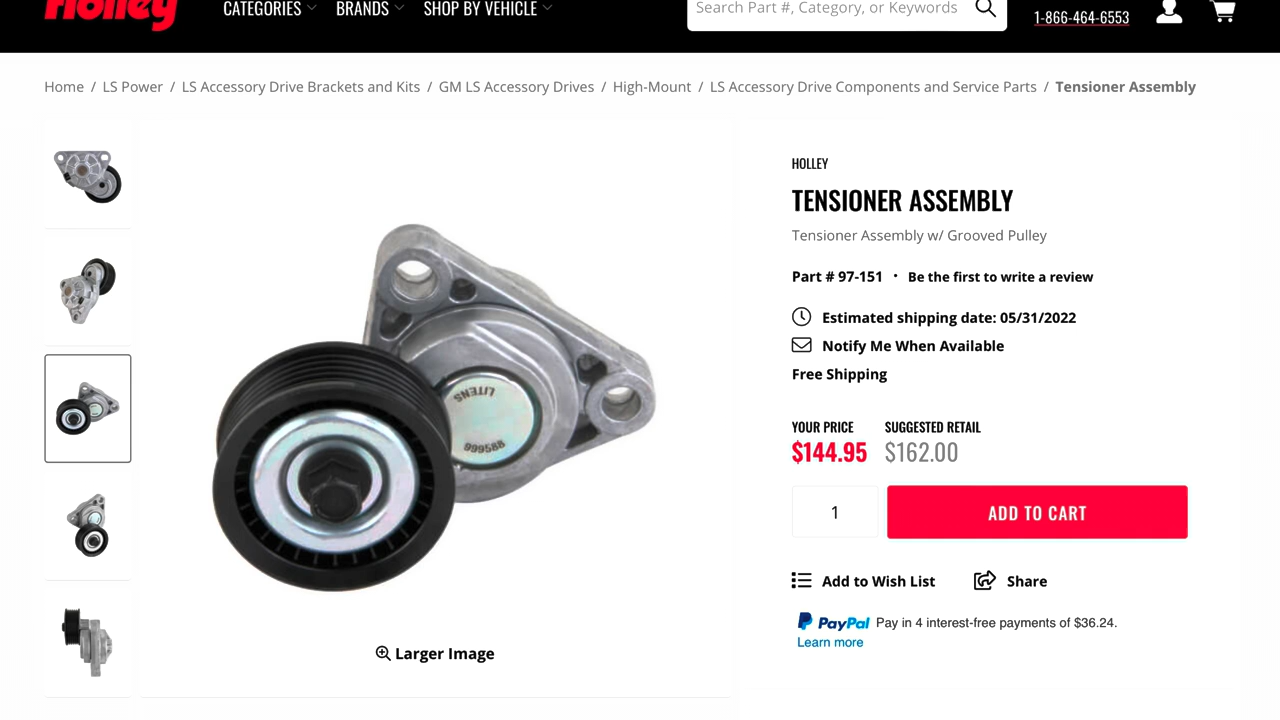 Holley
CATEGORIES BRANDS SHOP BY VEHICLE
Search Part #, Category, or Keywords
1-866-464-6553
Home / LS Power / LS Accessory Drive Brackets and Kits / GM LS Accessory Drives / High-Mount / LS Accessory Drive Components and Service Parts / Tensioner Assembly
HOLLEY
TENSIONER ASSEMBLY
Tensioner Assembly w/ Grooved Pulley
Part # 97-151 • Be the first to write a review
Estimated shipping date: 05/31/2022
Notify Me When Available
Free Shipping
YOUR PRICE SUGGESTED RETAIL
$144.95 $162.00
1 ADD TO CART
Add to Wish List Share
PayPal Pay in 4 interest-free payments of $36.24.
Learn more
LITENS
999588
Larger Image